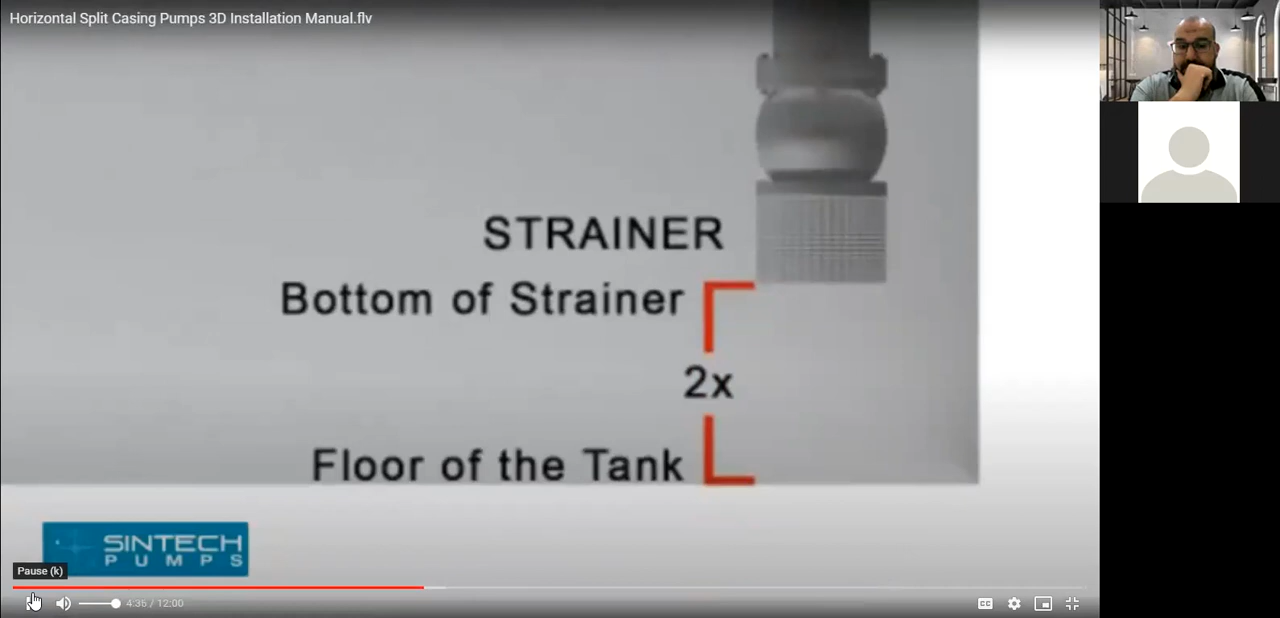 Horizontal Split Casing Pumps 3D Installation Manual.flv
STRAINER
Bottom of Strainer
2x
Floor of the Tank
SINTECH
PUMPS
Pause (k)
4:35 / 12:00
CC